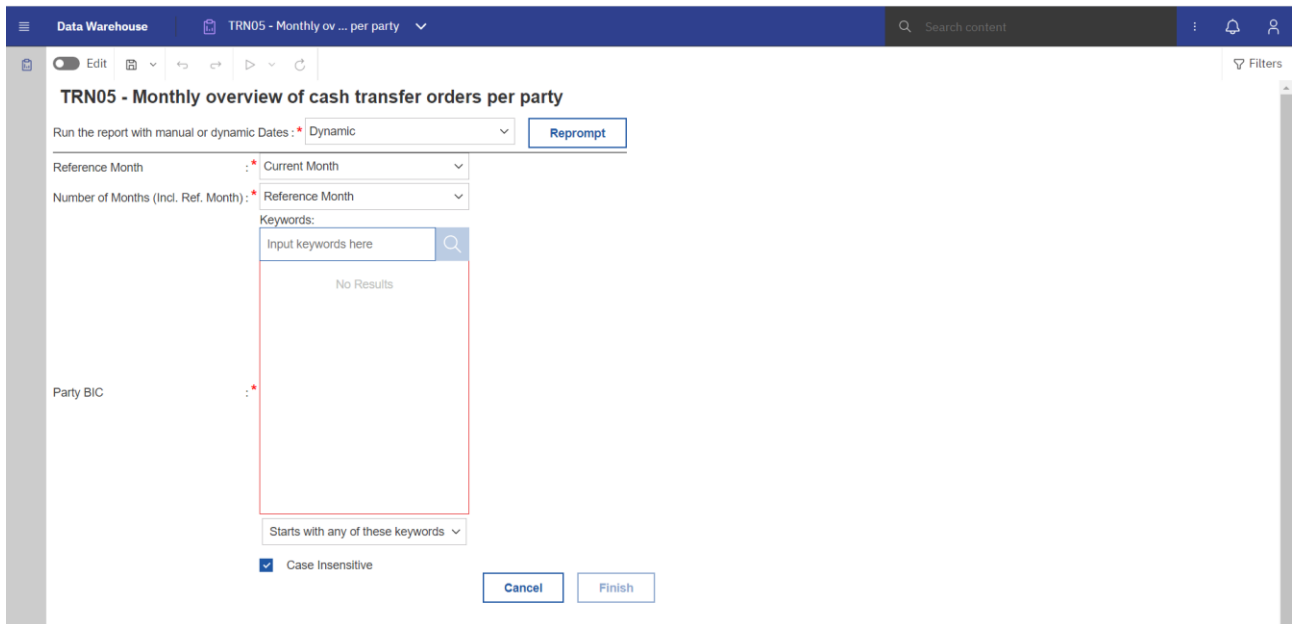 Data Warehouse TRN05 - Monthly ov ... per party Search content
Edit Filters
TRN05 - Monthly overview of cash transfer orders per party
Run the report with manual or dynamic Dates : * Dynamic Reprompt
Reference Month : * Current Month
Number of Months (Incl. Ref. Month) : * Reference Month
Keywords:
Input keywords here
No Results
Party BIC : *
Starts with any of these keywords
Case Insensitive
Cancel Finish